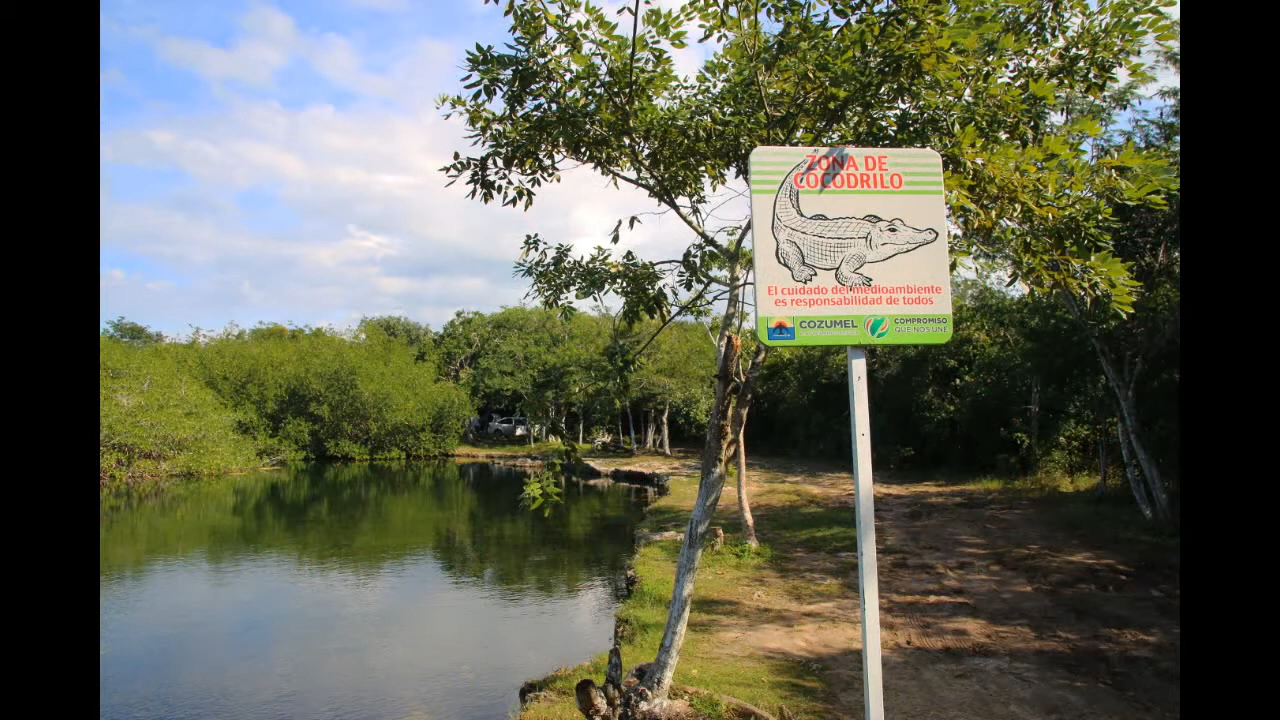 ZONA DE
COCODRILO
El cuidado del medioambiente
es responsabilidad de todos
COZUMEL
COMPROMISO
QUE NOS UNE